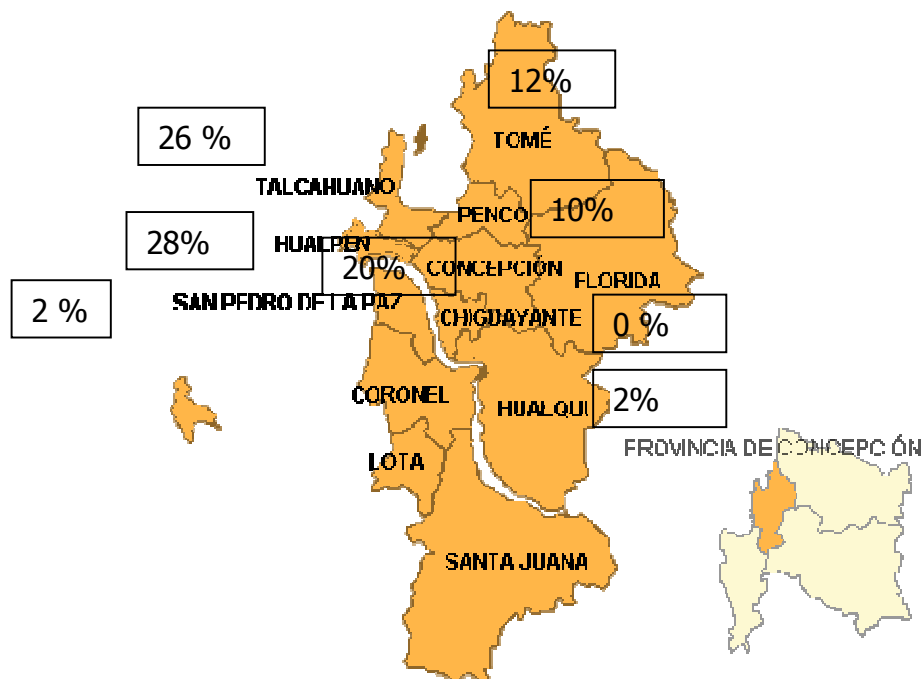 12%
26 %
TOMÉ
TALCAHUANO
PENCO
10%
28%
HUALPEN
20%
CONCEPCIÓN
FLORIDA
2 %
SAN PEDRO DE LA PAZ
CHIGUAYANTE
0 %
CORONEL
HUALQUI
2%
LOTA
PROVINCIA DE CONCEPCIÓN
SANTA JUANA